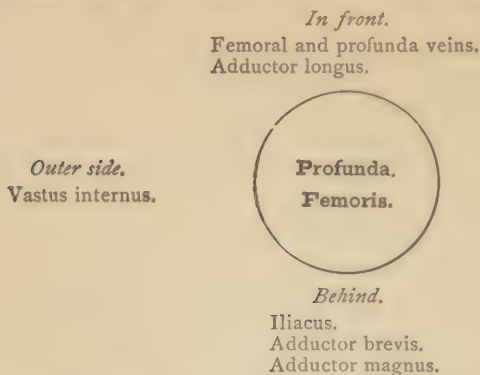 In front.
Femoral and profunda veins.
Adductor longus.
Outer side.
Vastus internus.
Profunda.
Femoris.
Behind.
Iliacus.
Adductor brevis.
Adductor magnus.